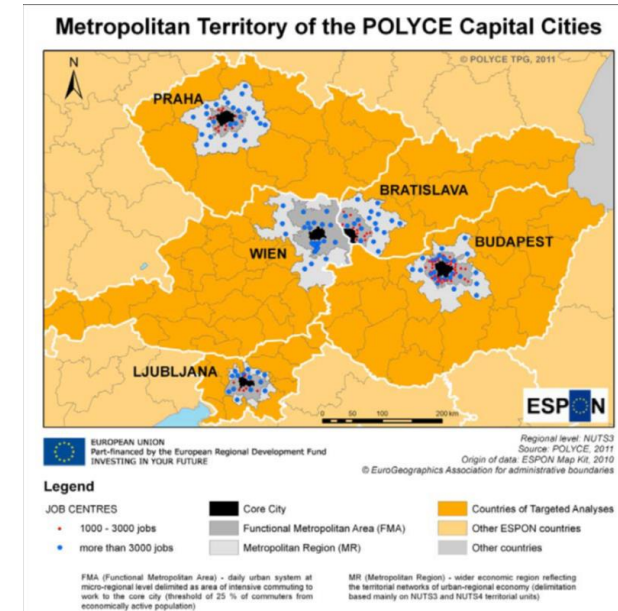 Metropolitan Territory of the POLYCE Capital Cities
© POLYCE TPG, 2011
N
PRAHA
BRATISLAVA
WIEN
BUDAPEST
LJUBLJANA
0 50 100 200 km
ESPON
EUROPEAN UNION
Part-financed by the European Regional Development Fund
INVESTING IN YOUR FUTURE
Regional level: NUTS3
Source: POLYCE, 2011
Origin of data: ESPON Map Kit, 2010
© EuroGeographics Association for administrative boundaries
Legend
JOB CENTRES
1000 - 3000 jobs
more than 3000 jobs
Core City
Functional Metropolitan Area (FMA)
Metropolitan Region (MR)
Countries of Targeted Analyses
Other ESPON countries
Other countries
FMA (Functional Metropolitan Area) - daily urban system at
micro-regional level delimited as area of intensive commuting to
work to the core city (threshold of 25 % of commuters from
economically active population)
MR (Metropolitan Region) - wider economic region reflecting
the territorial networks of urban-regional economy (delimitation
based mainly on NUTS3 and NUTS4 territorial units)